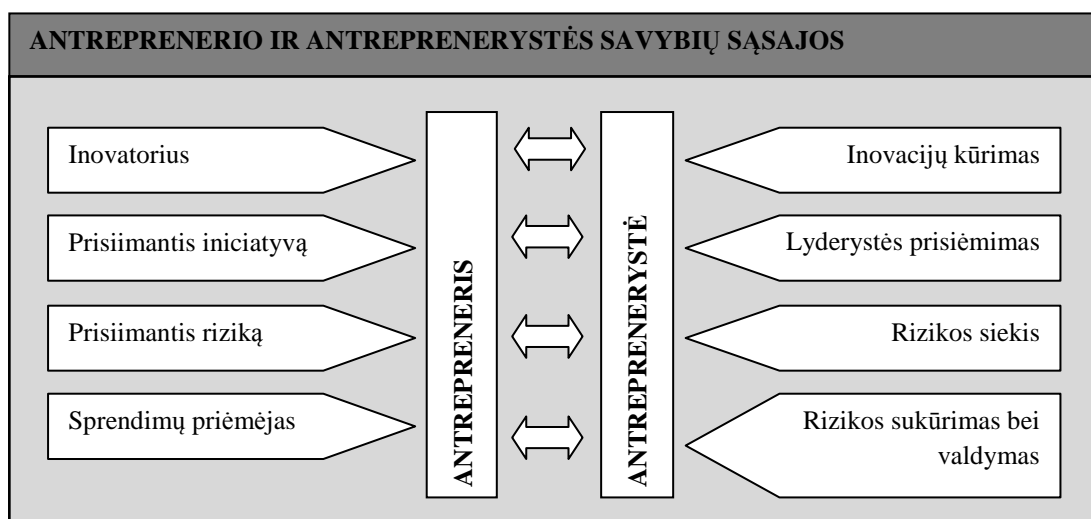 ANTREPRENERIO IR ANTREPRENERYSTĖS SAVYBIŲ SĄSAJOS
Inovatorius
Prisiimantis iniciatyvą
Prisiimantis riziką
Sprendimų priėmėjas
ANTREPRENERIS
ANTREPRENERYSTĖ
Inovacijų kūrimas
Lyderystės prisiėmimas
Rizikos siekis
Rizikos sukūrimas bei
valdymas